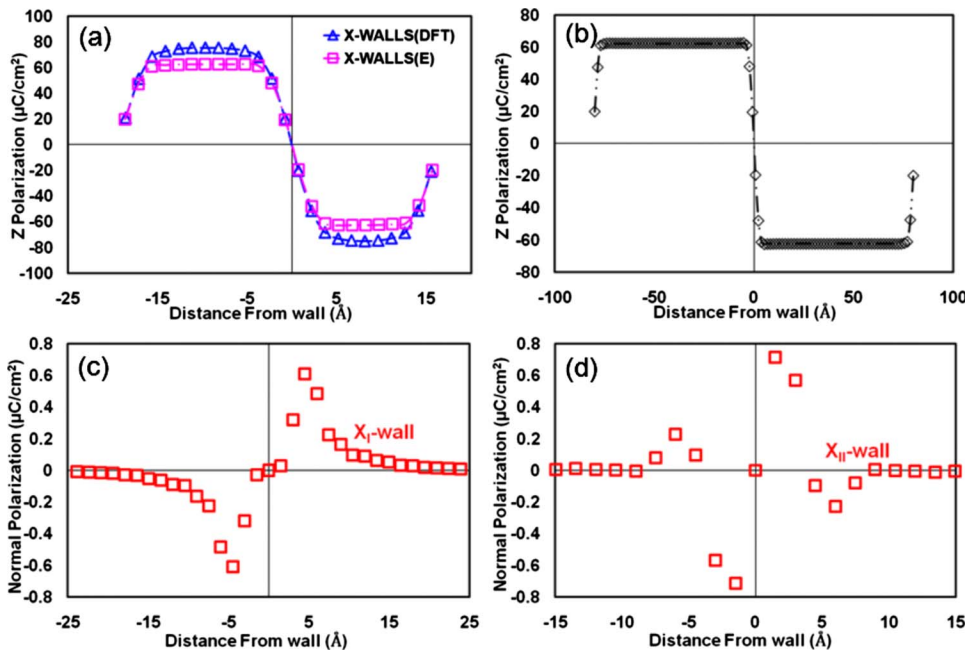 (a)
X-WALLS(DFT)
X-WALLS(E)
100
80
60
40
20
0
-20
-40
-60
-80
-100
Z Polarization (µC/cm²)
-25 -15 -5 5 15
Distance From wall (Å)
(b)
80
60
40
20
0
-20
-40
-60
-80
Z Polarization (µC/cm²)
-100 -50 0 50 100
Distance From wall (Å)
(c)
X_I-wall
0.8
0.6
0.4
0.2
0
-0.2
-0.4
-0.6
-0.8
Normal Polarization (µC/cm²)
-25 -15 -5 5 15 25
Distance From wall (Å)
(d)
X_II-wall
0.8
0.6
0.4
0.2
0
-0.2
-0.4
-0.6
-0.8
Normal Polarization (µC/cm²)
-15 -10 -5 0 5 10 15
Distance From wall (Å)